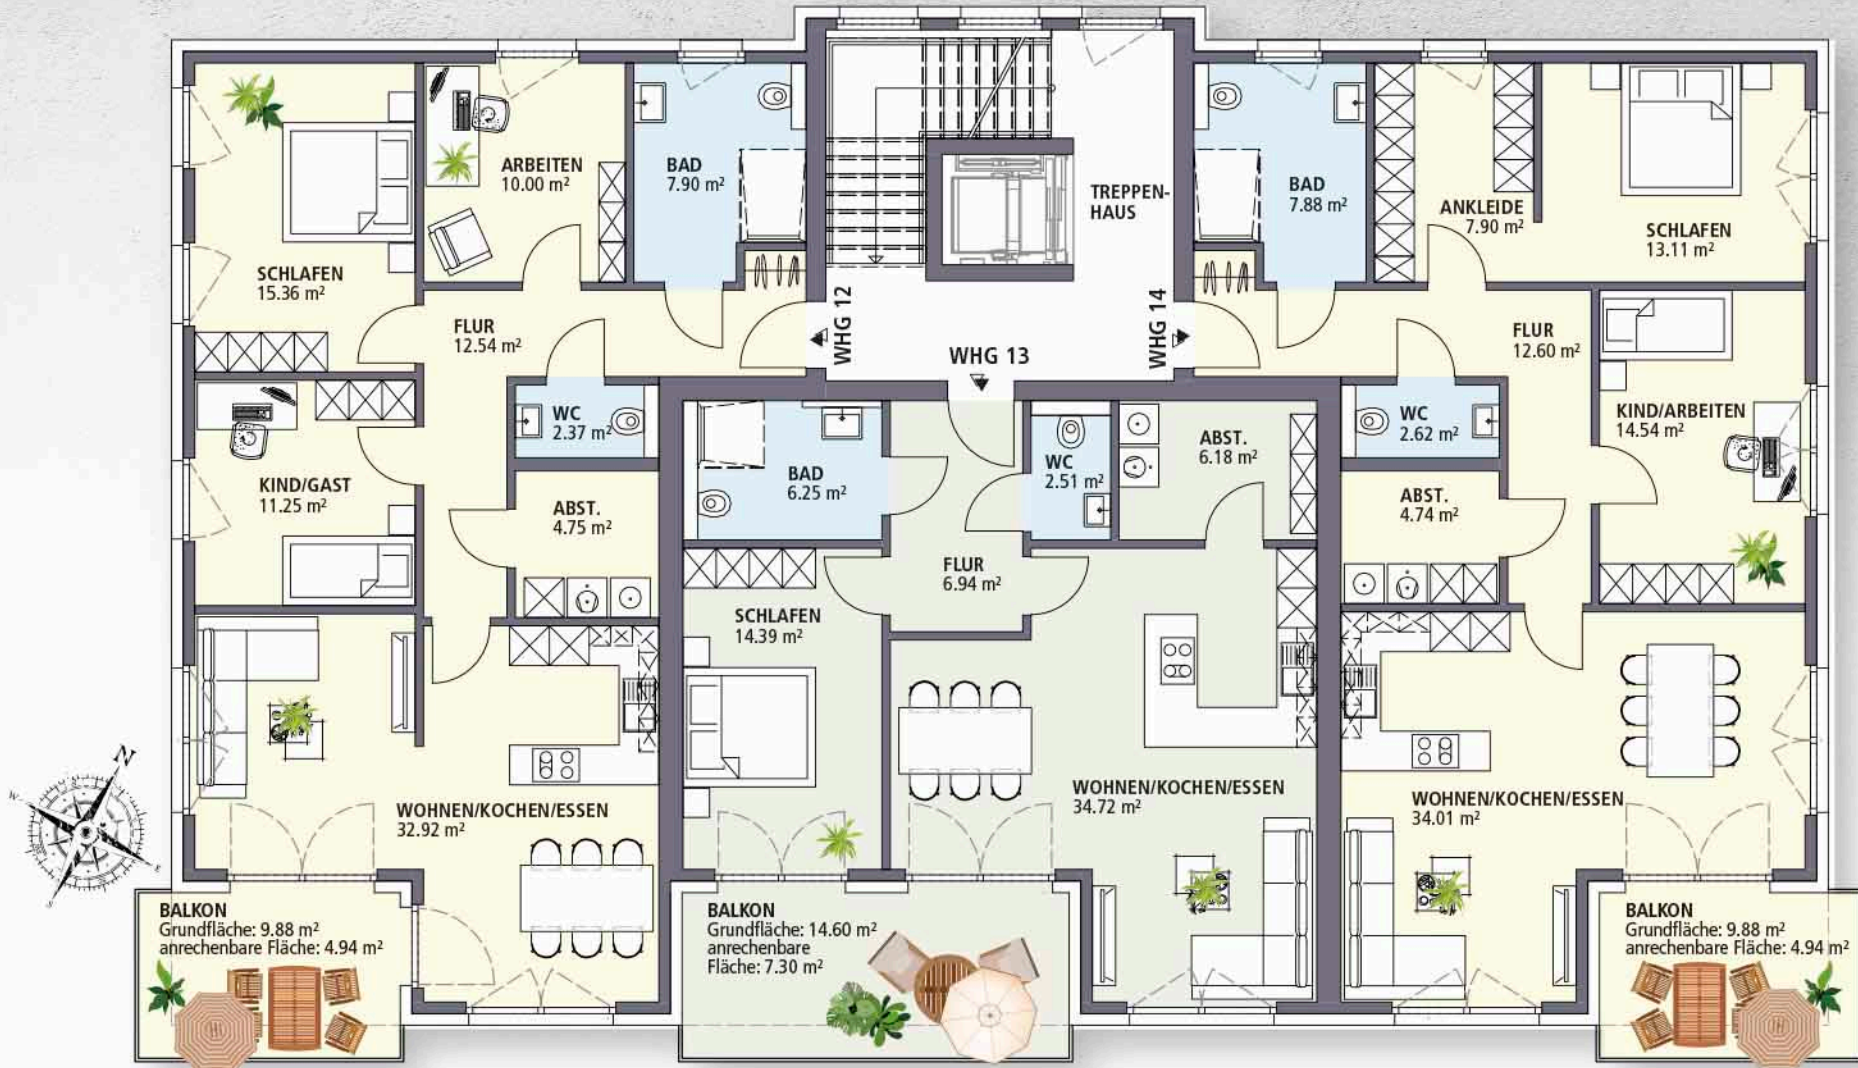 SCHLAFEN
15.36 m²
ARBEITEN
10.00 m²
BAD
7.90 m²
TREPPEN-
HAUS
BAD
7.88 m²
ANKLEIDE
7.90 m²
SCHLAFEN
13.11 m²
FLUR
12.54 m²
WHG 12
WHG 13
WHG 14
FLUR
12.60 m²
KIND/GAST
11.25 m²
WC
2.37 m²
ABST.
4.75 m²
BAD
6.25 m²
WC
2.51 m²
ABST.
6.18 m²
WC
2.62 m²
ABST.
4.74 m²
KIND/ARBEITEN
14.54 m²
FLUR
6.94 m²
SCHLAFEN
14.39 m²
WOHNEN/KOCHEN/ESSEN
32.92 m²
WOHNEN/KOCHEN/ESSEN
34.72 m²
WOHNEN/KOCHEN/ESSEN
34.01 m²
N
W
S
BALKON
Grundfläche: 9.88 m²
anrechenbare Fläche: 4.94 m²
BALKON
Grundfläche: 14.60 m²
anrechenbare
Fläche: 7.30 m²
BALKON
Grundfläche: 9.88 m²
anrechenbare Fläche: 4.94 m²